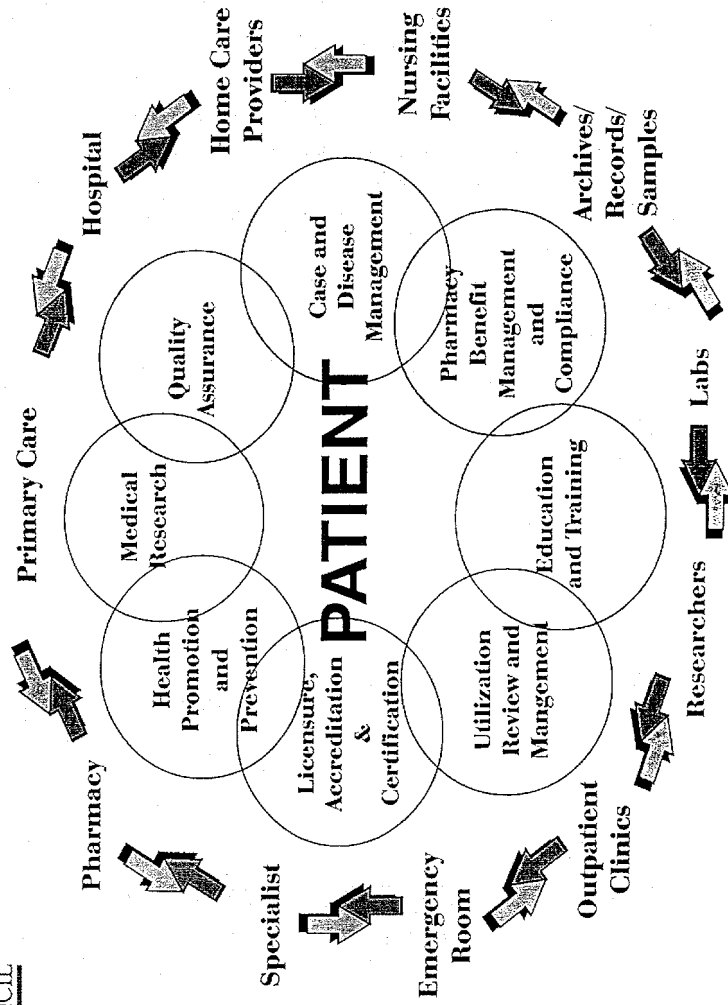 CIL
Primary Care
Hospital
Home Care
Providers
Nursing
Facilities
Archives/
Records/
Samples
Labs
Researchers
Outpatient
Clinics
Emergency
Room
Specialist
Pharmacy
Medical
Research
Quality
Assurance
Case and
Disease
Management
Pharmacy
Benefit
Management
and
Compliance
Education
and Training
Utilization
Review and
Mangement
Licensure,
Accreditation
&
Certification
Health
Promotion
and
Prevention
PATIENT